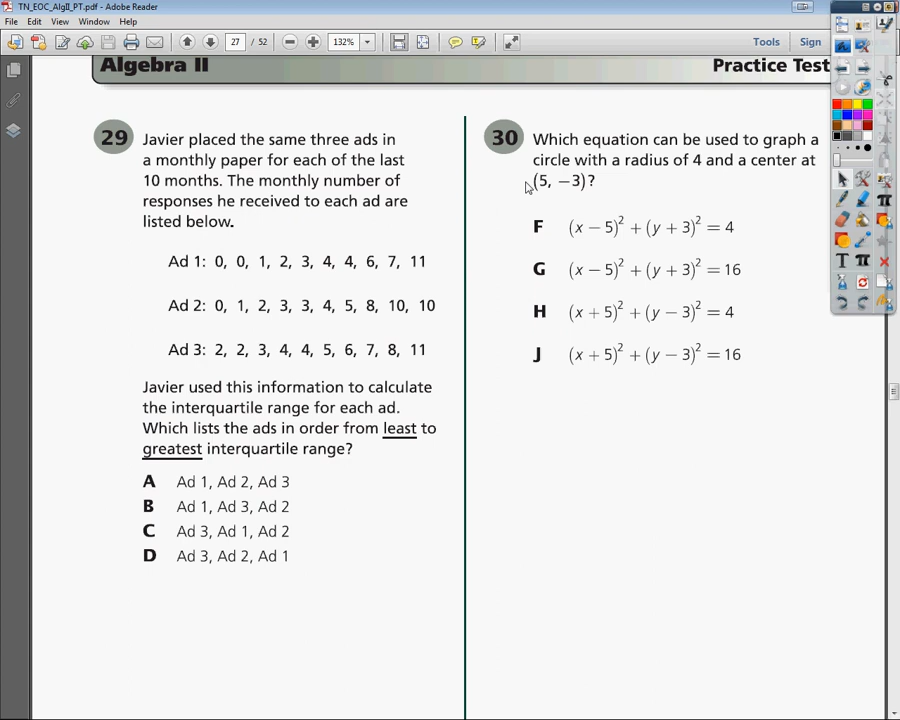 TN_EOC_AlgII_PT.pdf - Adobe Reader
File Edit View Window Help
27 / 52 132% Tools Sign
Algebra II Practice Test
29 Javier placed the same three ads in
a monthly paper for each of the last
10 months. The monthly number of
responses he received to each ad are
listed below.
Ad 1: 0, 0, 1, 2, 3, 4, 4, 6, 7, 11
Ad 2: 0, 1, 2, 3, 3, 4, 5, 8, 10, 10
Ad 3: 2, 2, 3, 4, 4, 5, 6, 7, 8, 11
Javier used this information to calculate
the interquartile range for each ad.
Which lists the ads in order from least to
greatest interquartile range?
A Ad 1, Ad 2, Ad 3
B Ad 1, Ad 3, Ad 2
C Ad 3, Ad 1, Ad 2
D Ad 3, Ad 2, Ad 1
30 Which equation can be used to graph a
circle with a radius of 4 and a center at
(5, −3)?
F (x − 5)² + (y + 3)² = 4
G (x − 5)² + (y + 3)² = 16
H (x + 5)² + (y − 3)² = 4
J (x + 5)² + (y − 3)² = 16